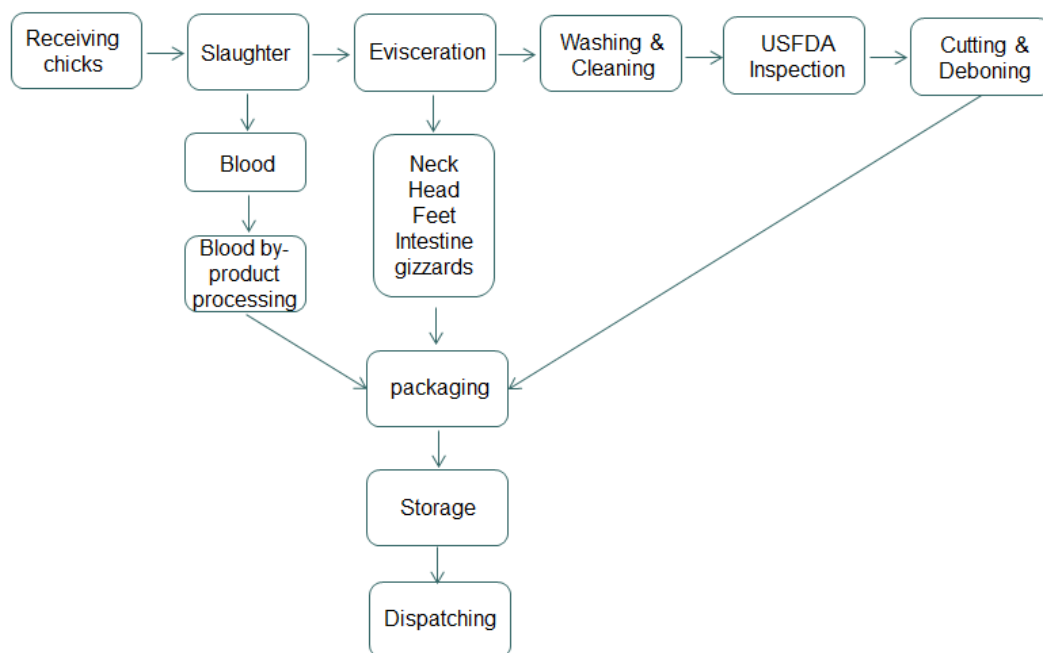 Receiving
chicks
Slaughter
Evisceration
Washing &
Cleaning
USFDA
Inspection
Cutting &
Deboning
Blood
Neck
Head
Feet
Intestine
gizzards
Blood by-
product
processing
packaging
Storage
Dispatching